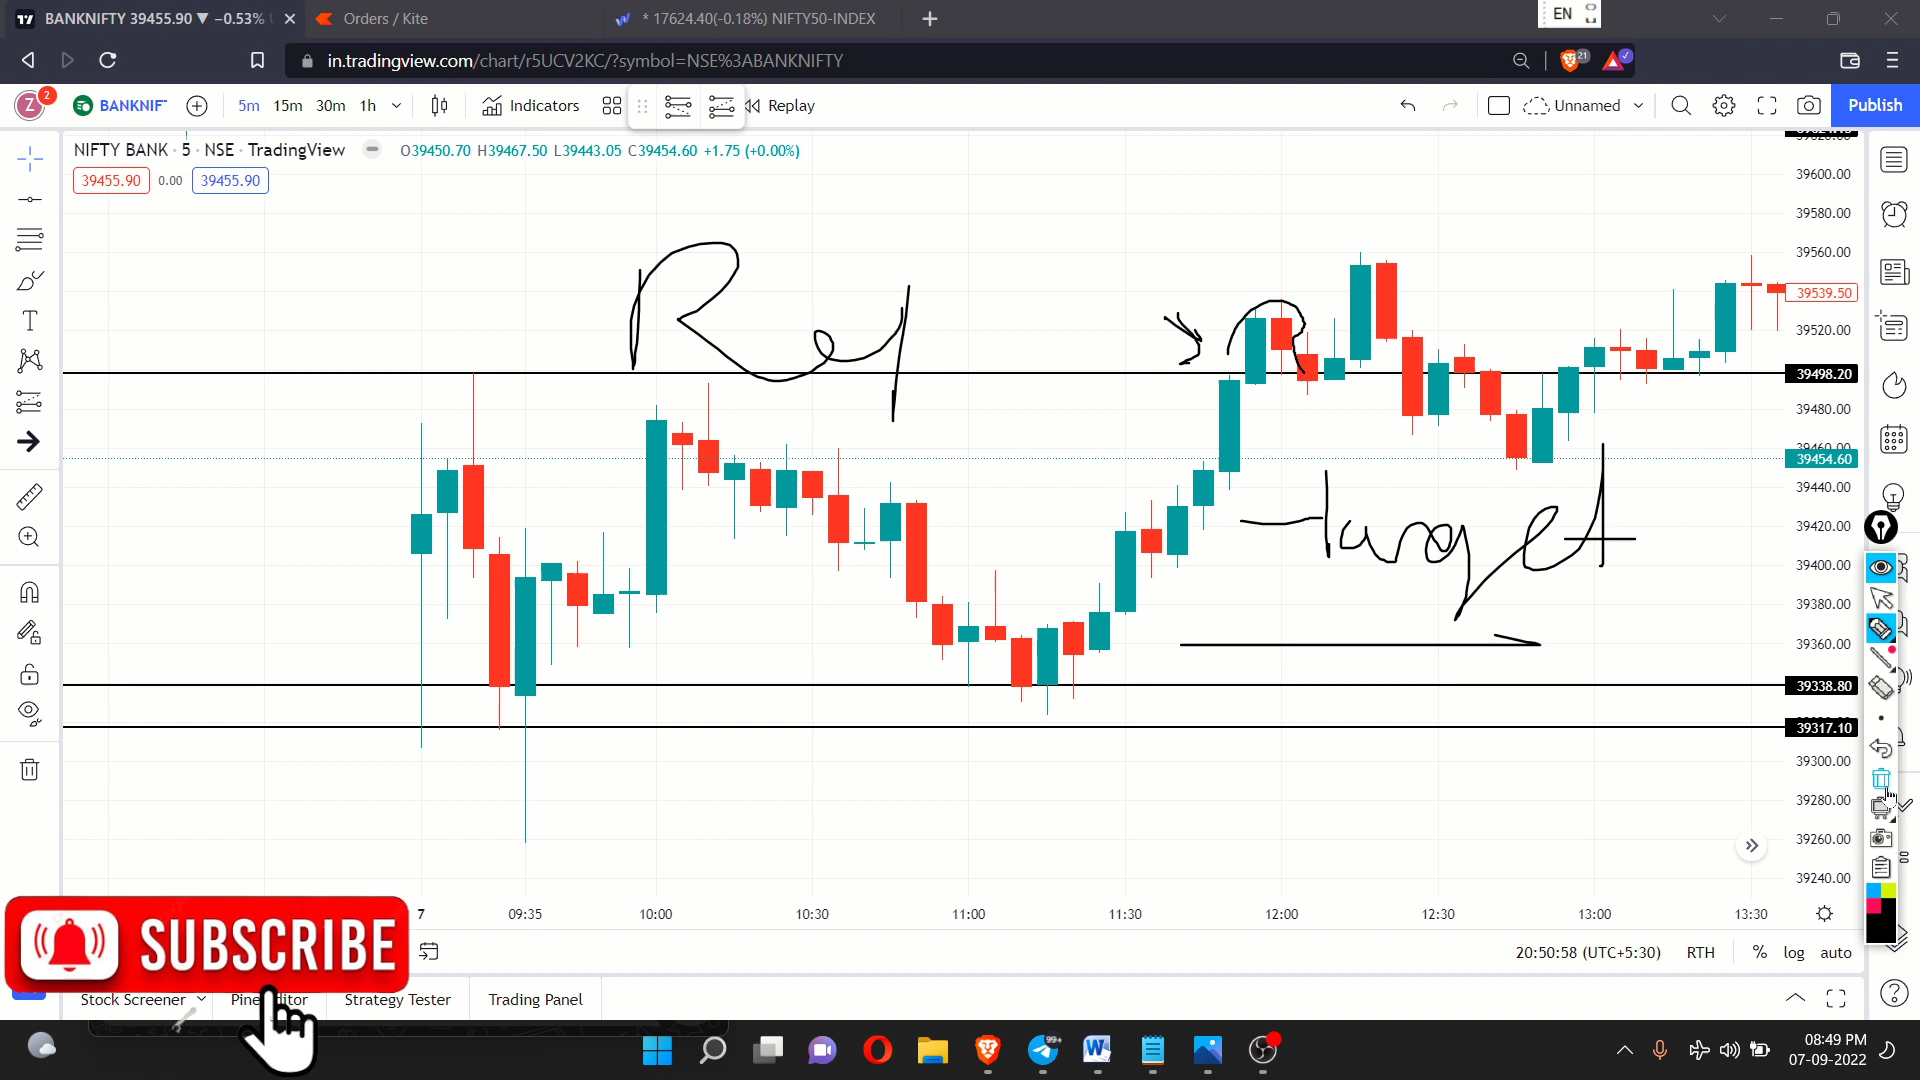 BANKNIFTY 39455.90 ▼ −0.53%
Orders / Kite
* 17624.40(-0.18%) NIFTY50-INDEX
EN
in.tradingview.com/chart/r5UCV2KC/?symbol=NSE%3ABANKNIFTY
21
Z
2
BANKNIF
5m 15m 30m 1h
Indicators
Replay
Unnamed
Publish
NIFTY BANK · 5 · NSE · TradingView
O39450.70 H39467.50 L39443.05 C39454.60 +1.75 (+0.00%)
39455.90 0.00 39455.90
39600.00
39580.00
39560.00
39539.50
39520.00
39498.20
39480.00
39460.00
39454.60
39440.00
39420.00
39400.00
39380.00
39360.00
39338.80
39317.10
39300.00
39280.00
39260.00
39240.00
Rej
R
Target
7 09:35 10:00 10:30 11:00 11:30 12:00 12:30 13:00 13:30
SUBSCRIBE
20:50:58 (UTC+5:30) RTH % log auto
Stock Screener
Strategy Tester
Trading Panel
99+
08:49 PM
07-09-2022